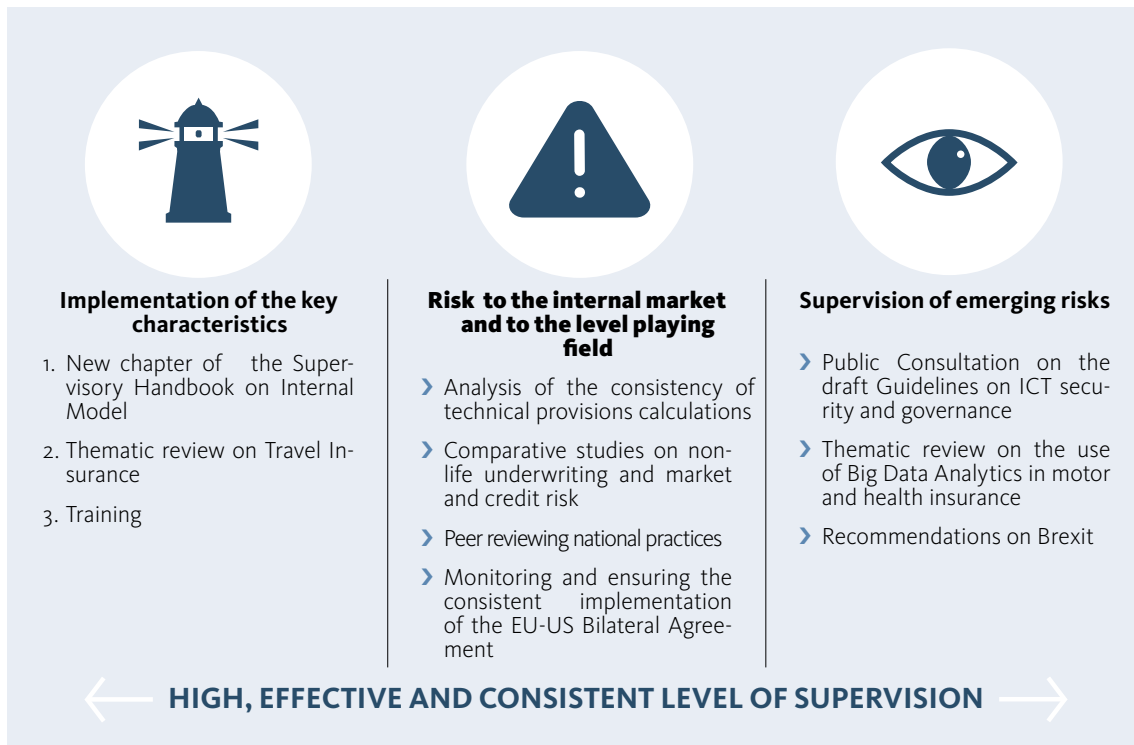 Implementation of the key
characteristics
1. New chapter of the Super-
visory Handbook on Internal
Model
2. Thematic review on Travel In-
surance
3. Training
Risk to the internal market
and to the level playing
field
❯ Analysis of the consistency of
technical provisions calculations
❯ Comparative studies on non-
life underwriting and market
and credit risk
❯ Peer reviewing national practices
❯ Monitoring and ensuring the
consistent implementation
of the EU-US Bilateral Agree-
ment
Supervision of emerging risks
❯ Public Consultation on the
draft Guidelines on ICT secu-
rity and governance
❯ Thematic review on the use
of Big Data Analytics in motor
and health insurance
❯ Recommendations on Brexit
HIGH, EFFECTIVE AND CONSISTENT LEVEL OF SUPERVISION